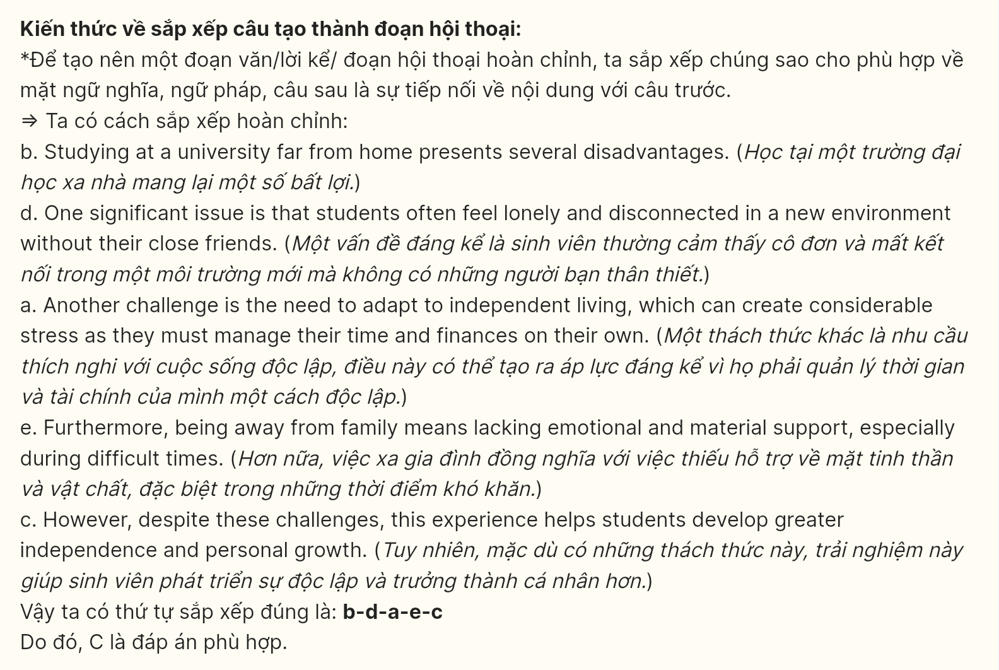 Kiến thức về sắp xếp câu tạo thành đoạn hội thoại:
*Để tạo nên một đoạn văn/lời kể/ đoạn hội thoại hoàn chỉnh, ta sắp xếp chúng sao cho phù hợp về
mặt ngữ nghĩa, ngữ pháp, câu sau là sự tiếp nối về nội dung với câu trước.
⇒ Ta có cách sắp xếp hoàn chỉnh:
b. Studying at a university far from home presents several disadvantages. (Học tại một trường đại
học xa nhà mang lại một số bất lợi.)
d. One significant issue is that students often feel lonely and disconnected in a new environment
without their close friends. (Một vấn đề đáng kể là sinh viên thường cảm thấy cô đơn và mất kết
nối trong một môi trường mới mà không có những người bạn thân thiết.)
a. Another challenge is the need to adapt to independent living, which can create considerable
stress as they must manage their time and finances on their own. (Một thách thức khác là nhu cầu
thích nghi với cuộc sống độc lập, điều này có thể tạo ra áp lực đáng kể vì họ phải quản lý thời gian
và tài chính của mình một cách độc lập.)
e. Furthermore, being away from family means lacking emotional and material support, especially
during difficult times. (Hơn nữa, việc xa gia đình đồng nghĩa với việc thiếu hỗ trợ về mặt tinh thần
và vật chất, đặc biệt trong những thời điểm khó khăn.)
c. However, despite these challenges, this experience helps students develop greater
independence and personal growth. (Tuy nhiên, mặc dù có những thách thức này, trải nghiệm này
giúp sinh viên phát triển sự độc lập và trưởng thành cá nhân hơn.)
Vậy ta có thứ tự sắp xếp đúng là: b-d-a-e-c
Do đó, C là đáp án phù hợp.